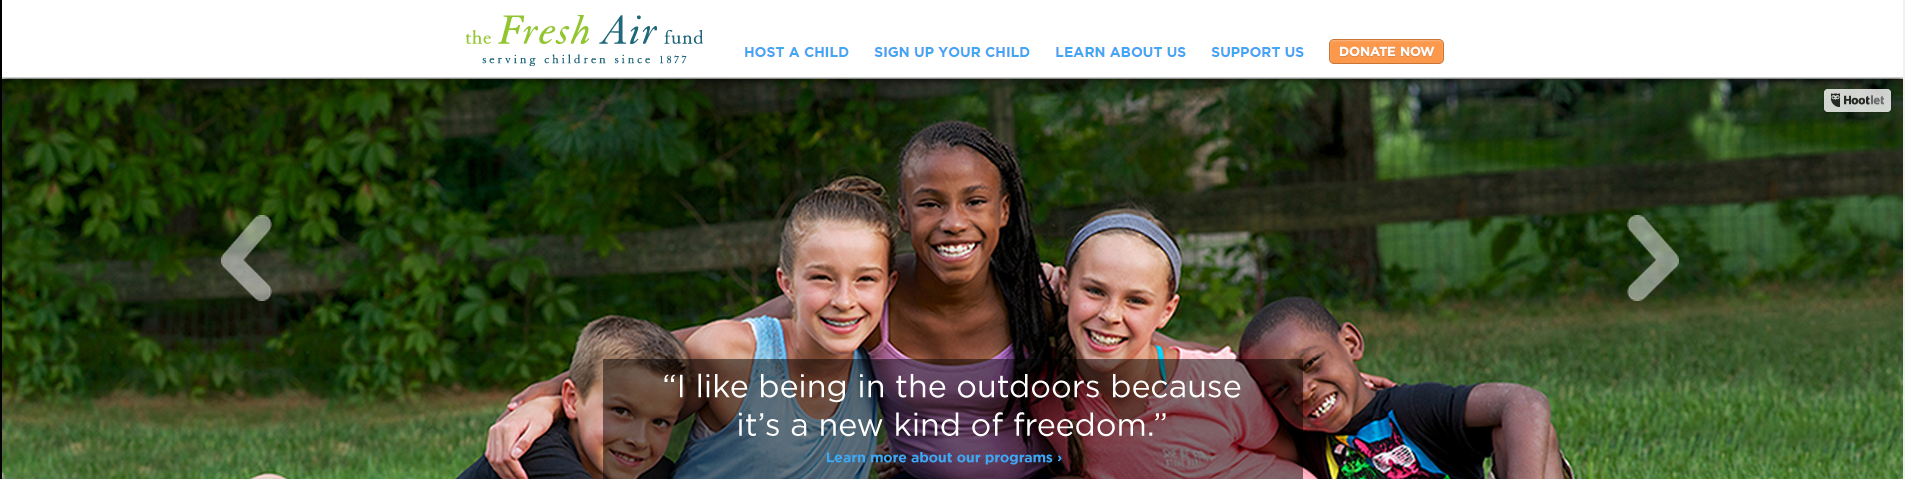 the Fresh Air fund
serving children since 1877
HOST A CHILD SIGN UP YOUR CHILD LEARN ABOUT US SUPPORT US DONATE NOW
Hootlet
“I like being in the outdoors because
it’s a new kind of freedom.”
Learn more about our programs ›